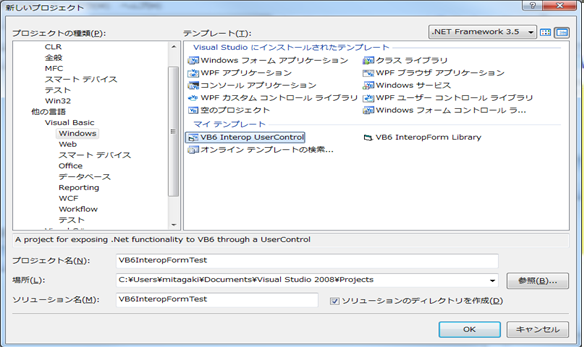 新しいプロジェクト
プロジェクトの種類(P):
テンプレート(T):
.NET Framework 3.5
CLR
全般
MFC
スマート デバイス
テスト
Win32
他の言語
Visual Basic
Windows
Web
スマート デバイス
Office
データベース
Reporting
WCF
Workflow
テスト
Visual Studio にインストールされたテンプレート
Windows フォーム アプリケーション
クラス ライブラリ
WPF アプリケーション
WPF ブラウザ アプリケーション
コンソール アプリケーション
Windows サービス
WPF カスタム コントロール ライブラリ
WPF ユーザー コントロール ライブラリ
空のプロジェクト
Windows フォーム コントロール ラ...
マイ テンプレート
VB6 Interop UserControl
VB6 InteropForm Library
オンライン テンプレートの検索...
A project for exposing .Net functionality to VB6 through a UserControl
プロジェクト名(N):
VB6InteropFormTest
場所(L):
C:¥Users¥mitagaki¥Documents¥Visual Studio 2008¥Projects
参照(B)...
ソリューション名(M):
VB6InteropFormTest
ソリューションのディレクトリを作成(D)
OK
キャンセル